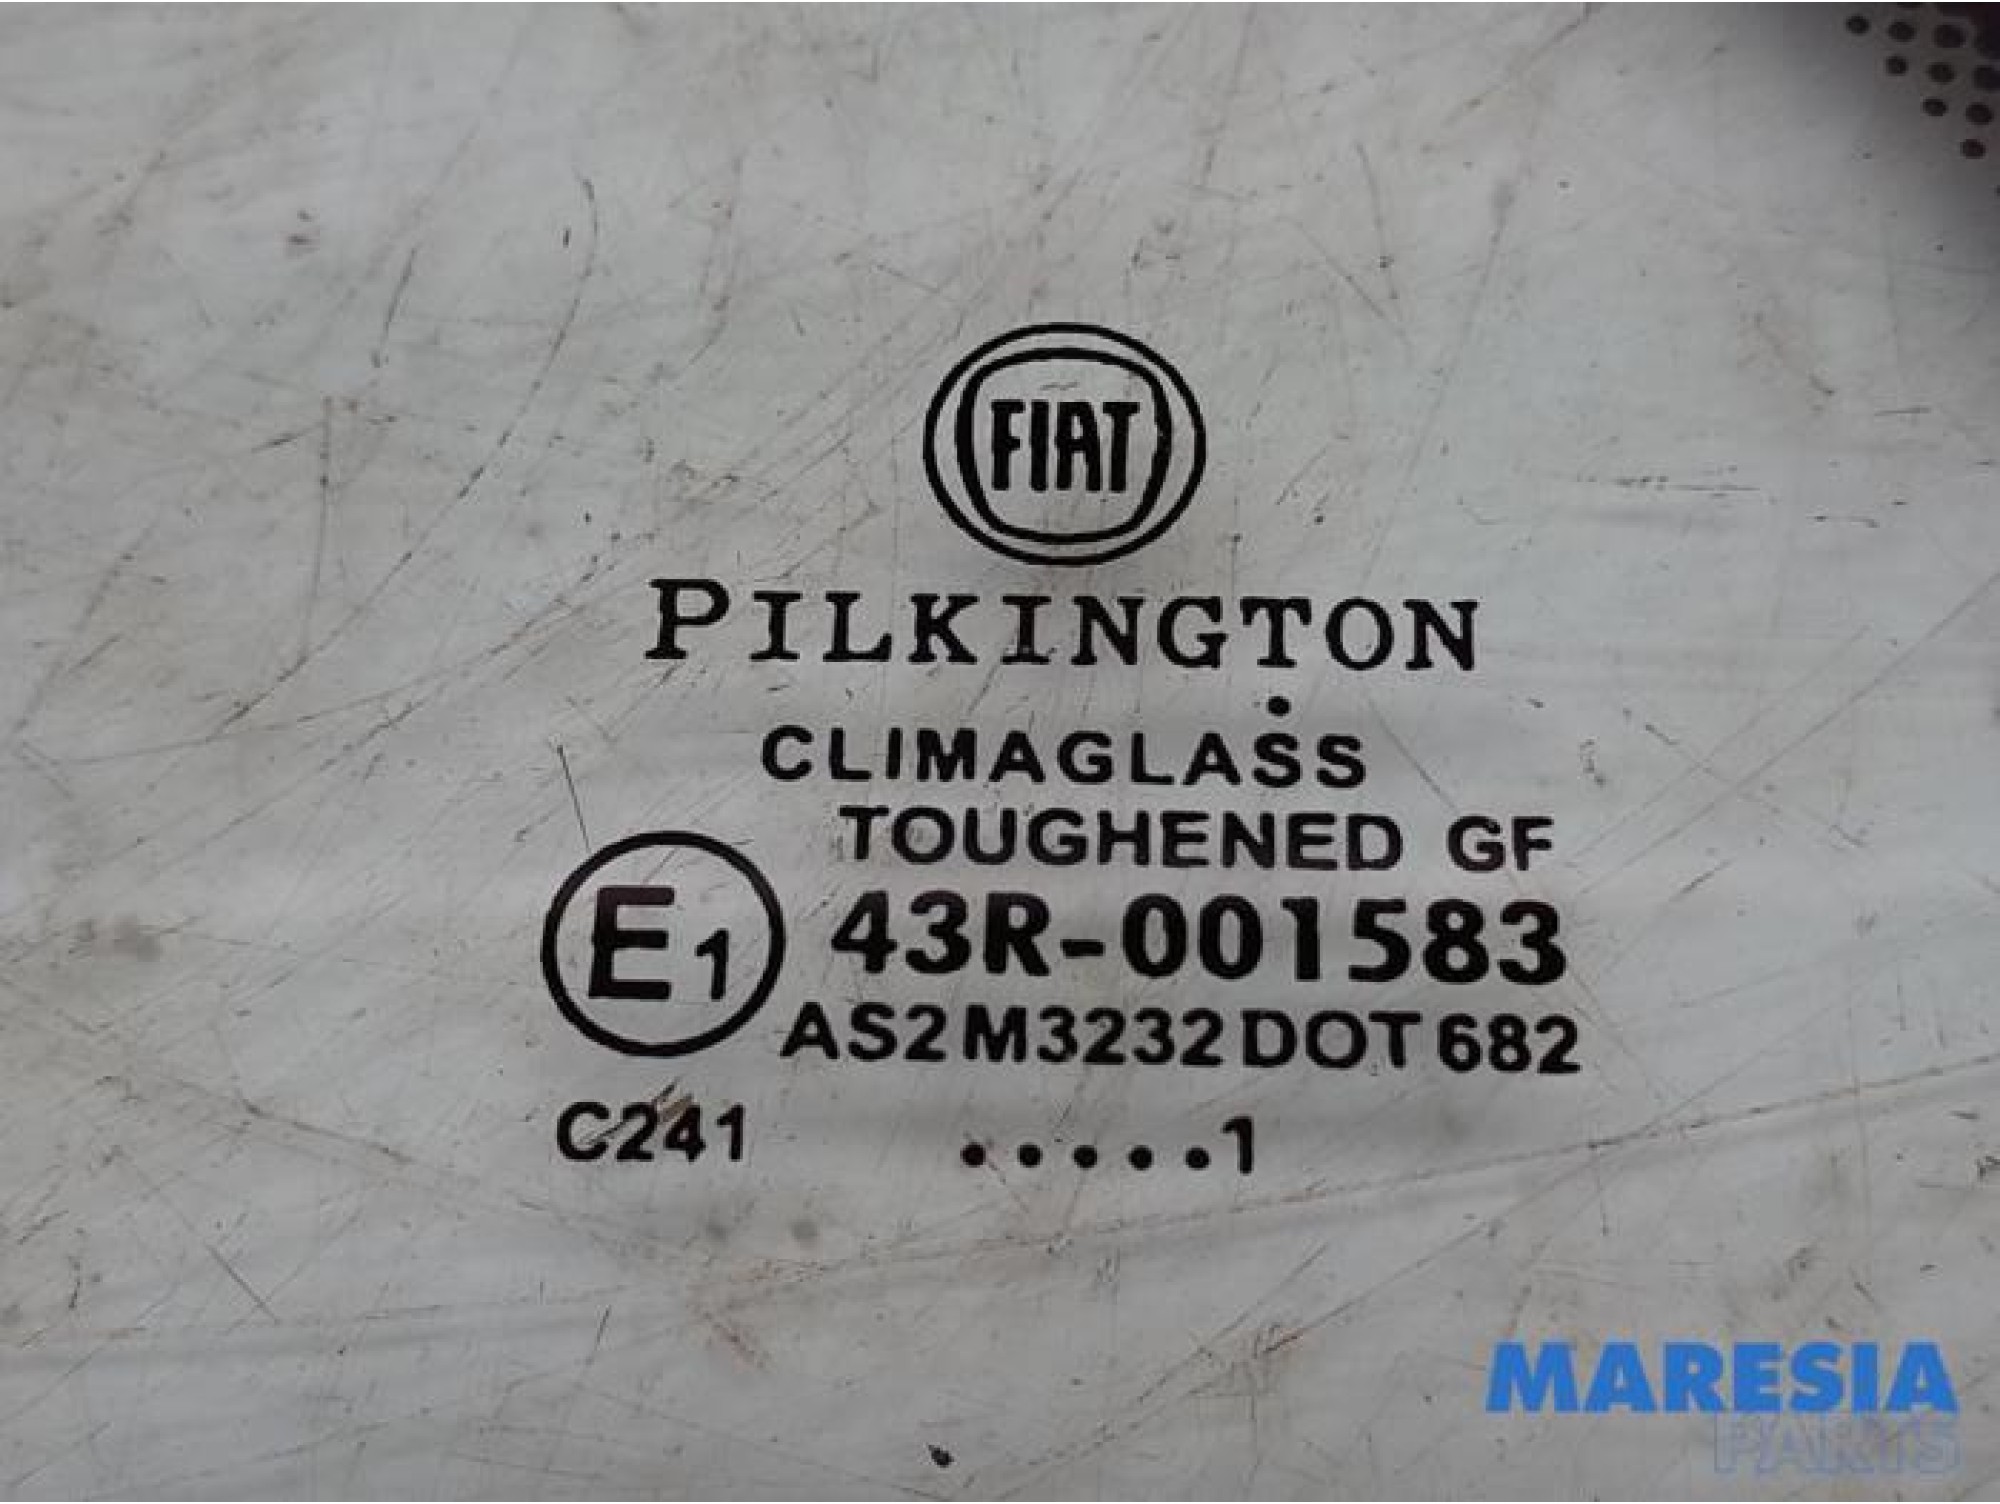 FIAT
PILKINGTON
CLIMAGLASS
TOUGHENED GF
E1 43R-001583
AS2 M3232 DOT 682
C241 .....1
MARESIA
PARTS